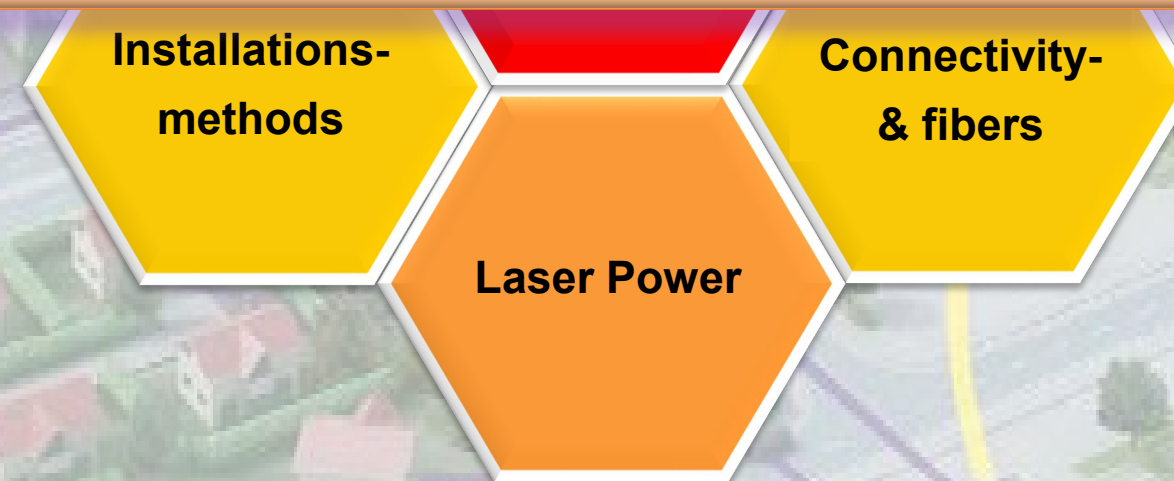 Installations-
methods
Connectivity-
& fibers
Laser Power